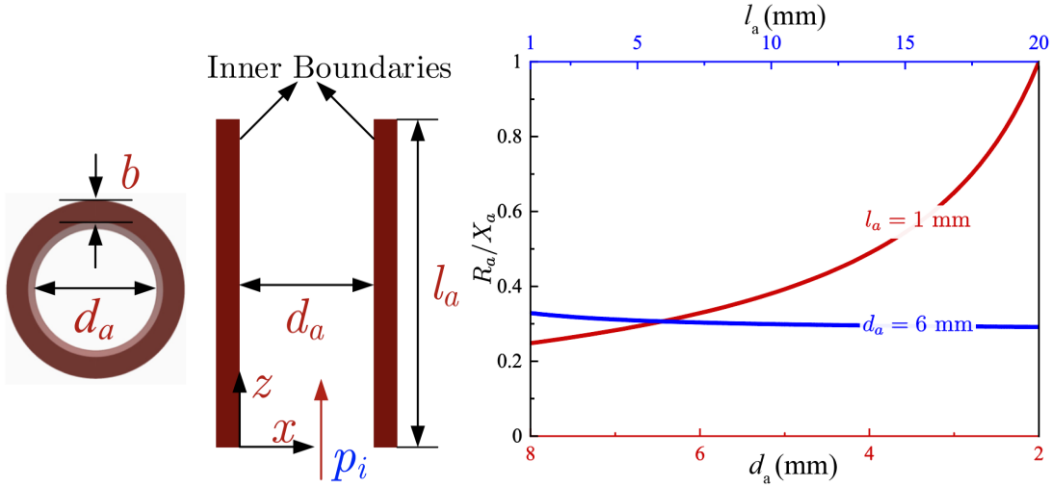 Inner Boundaries
b
d_a
d_a
l_a
z
x
p_i
l_a (mm)
1 5 10 15 20
R_a/X_a
1
0.8
0.6
0.4
0.2
0
l_a = 1 mm
d_a = 6 mm
8 6 4 2
d_a (mm)